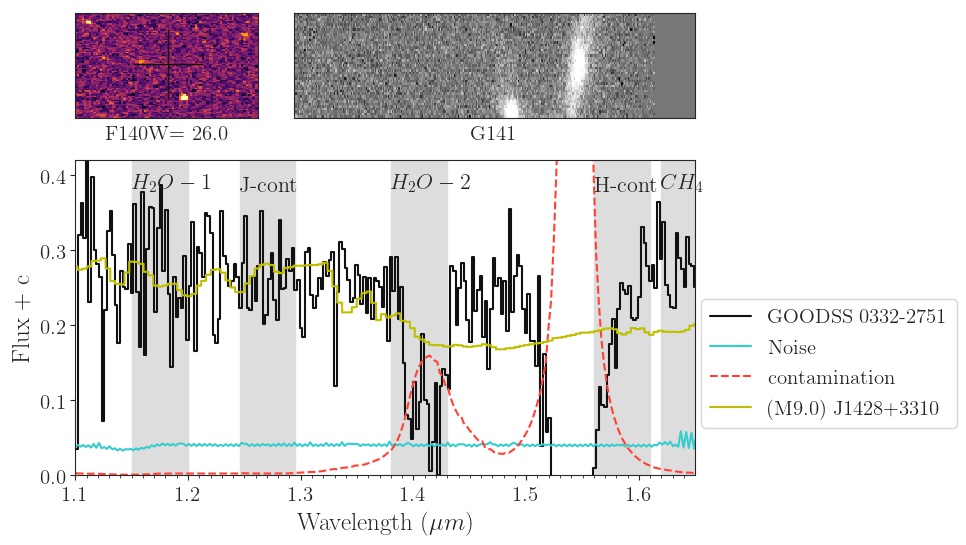 F140W= 26.0
G141
H₂O − 1
J-cont
H₂O − 2
H-cont
CH₄
0.4
0.3
0.2
0.1
0.0
Flux + c
1.1
1.2
1.3
1.4
1.5
1.6
Wavelength (μm)
GOODSS 0332-2751
Noise
contamination
(M9.0) J1428+3310